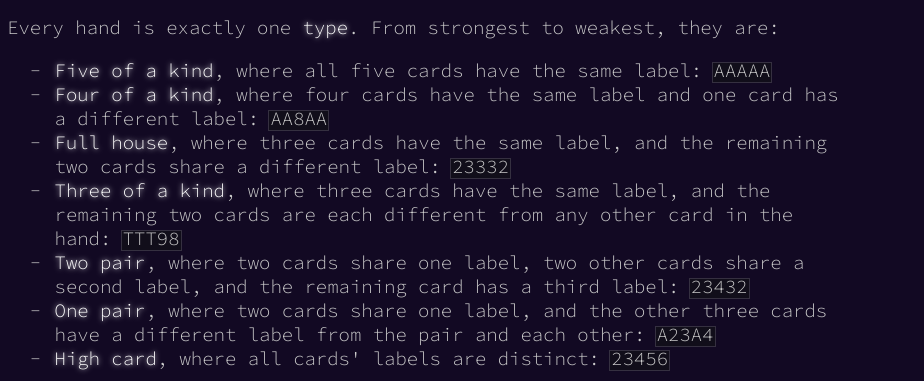 Every hand is exactly one type. From strongest to weakest, they are:
- Five of a kind, where all five cards have the same label: AAAAA
- Four of a kind, where four cards have the same label and one card has
a different label: AA8AA
- Full house, where three cards have the same label, and the remaining
two cards share a different label: 23332
- Three of a kind, where three cards have the same label, and the
remaining two cards are each different from any other card in the
hand: TTT98
- Two pair, where two cards share one label, two other cards share a
second label, and the remaining card has a third label: 23432
- One pair, where two cards share one label, and the other three cards
have a different label from the pair and each other: A23A4
- High card, where all cards' labels are distinct: 23456